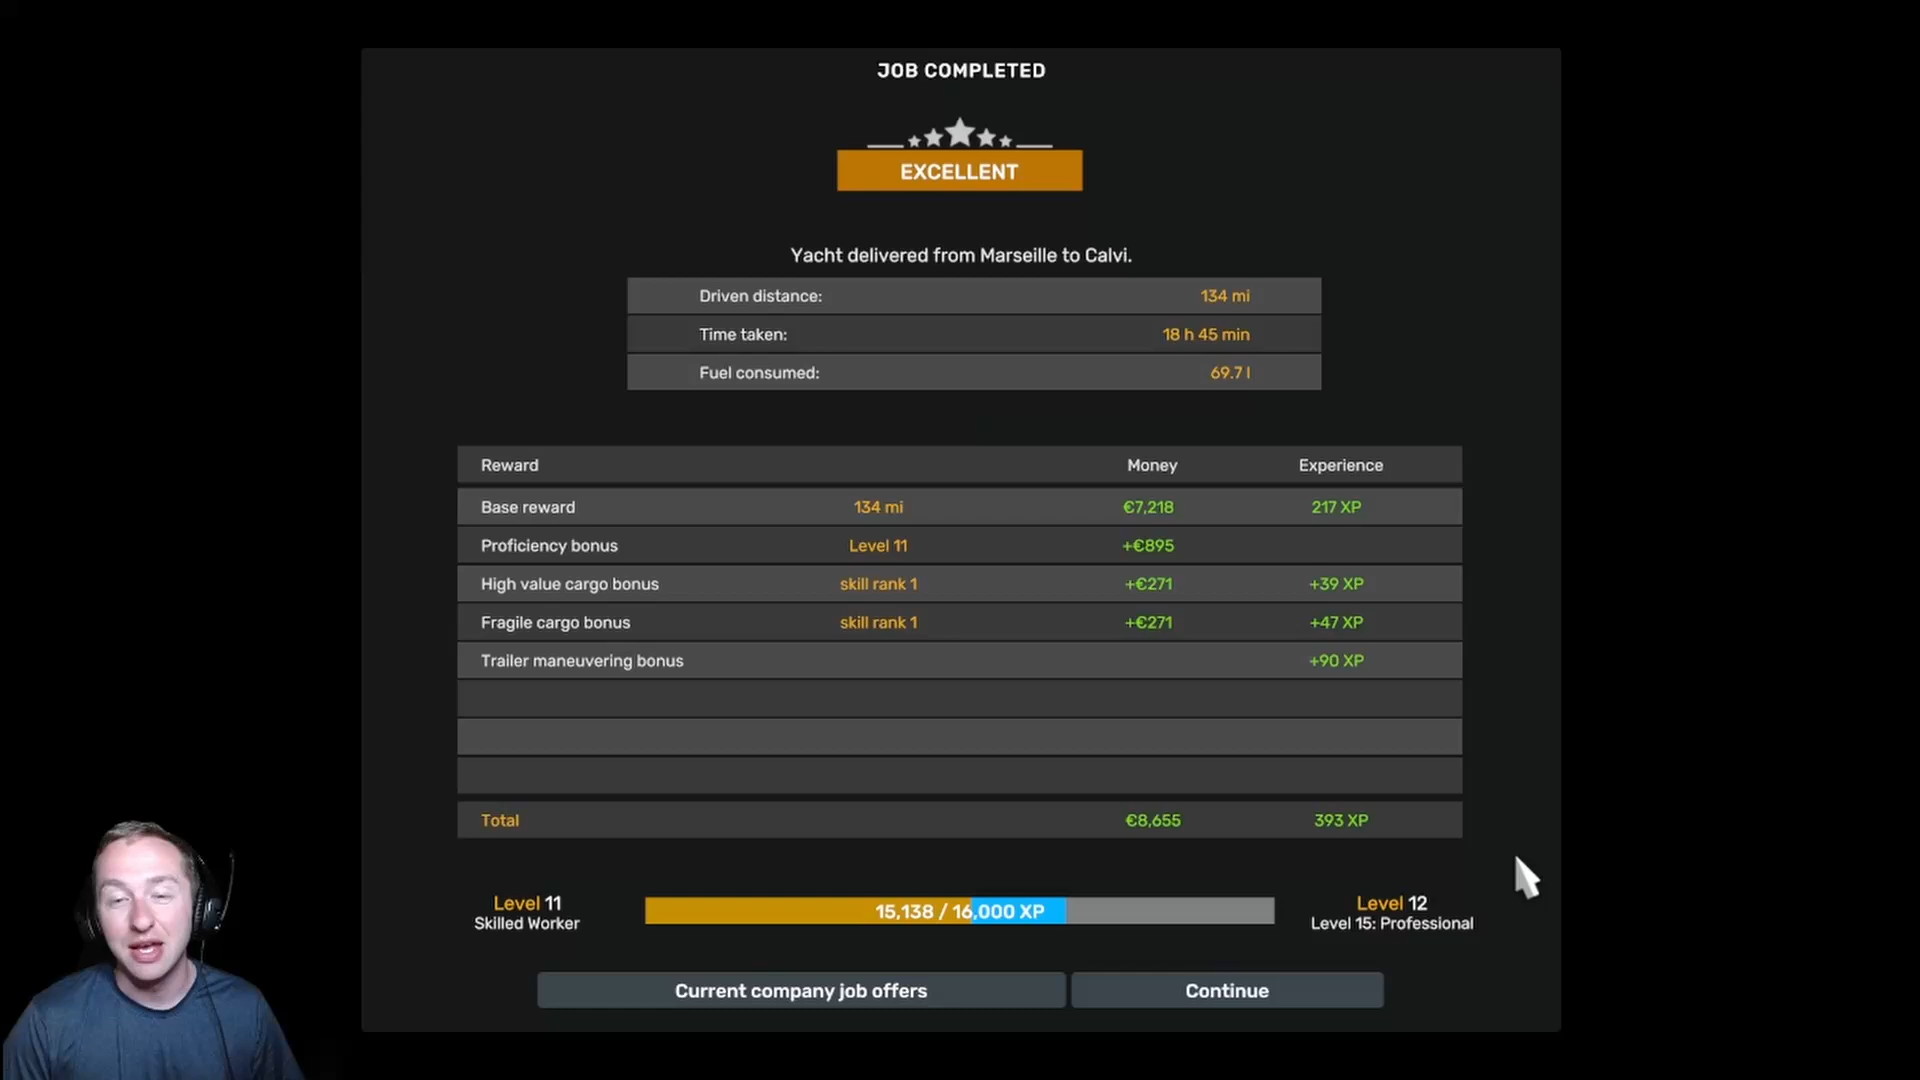 JOB COMPLETED
EXCELLENT
Yacht delivered from Marseille to Calvi.
Driven distance: 134 mi
Time taken: 18 h 45 min
Fuel consumed: 69.7 l
Reward Money Experience
Base reward 134 mi €7,218 217 XP
Proficiency bonus Level 11 +€895
High value cargo bonus skill rank 1 +€271 +39 XP
Fragile cargo bonus skill rank 1 +€271 +47 XP
Trailer maneuvering bonus +90 XP
Total €8,655 393 XP
Level 11 15,138 / 16,000 XP Level 12
Skilled Worker Level 15: Professional
Current company job offers Continue